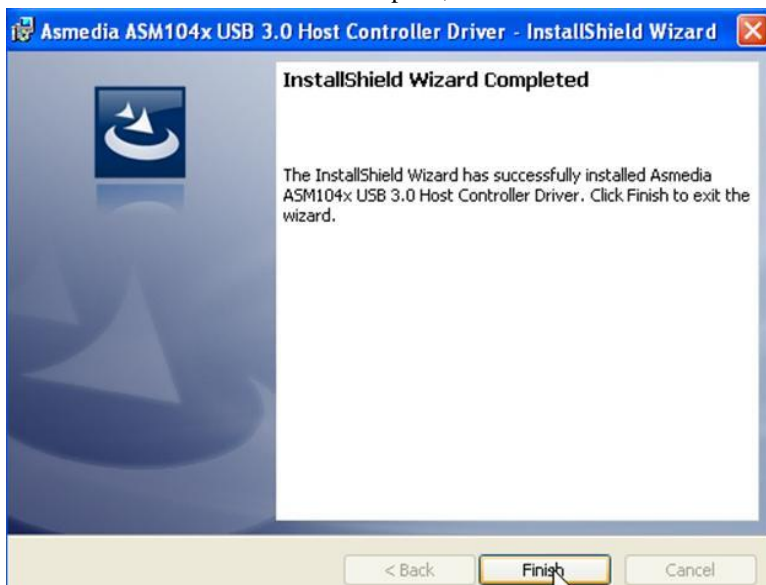 Asmedia ASM104x USB 3.0 Host Controller Driver - InstallShield Wizard
InstallShield Wizard Completed
The InstallShield Wizard has successfully installed Asmedia
ASM104x USB 3.0 Host Controller Driver. Click Finish to exit the
wizard.
< Back
Finish
Cancel